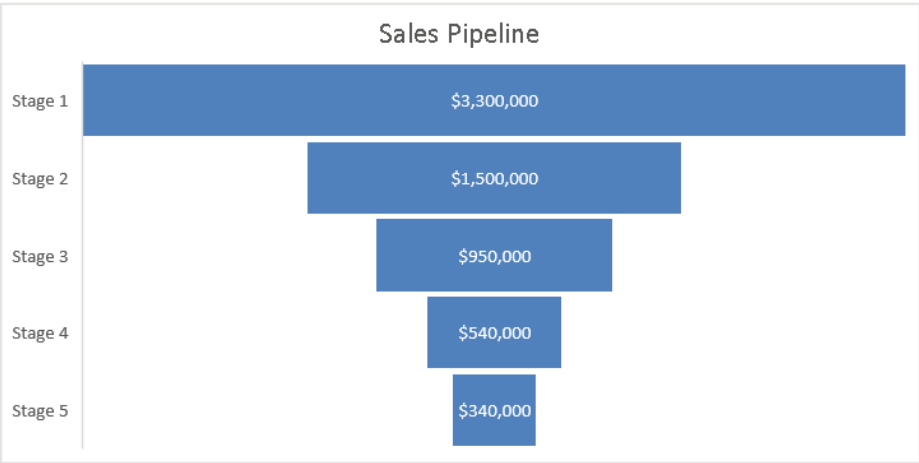 Sales Pipeline
Stage 1 $3,300,000
Stage 2 $1,500,000
Stage 3 $950,000
Stage 4 $540,000
Stage 5 $340,000